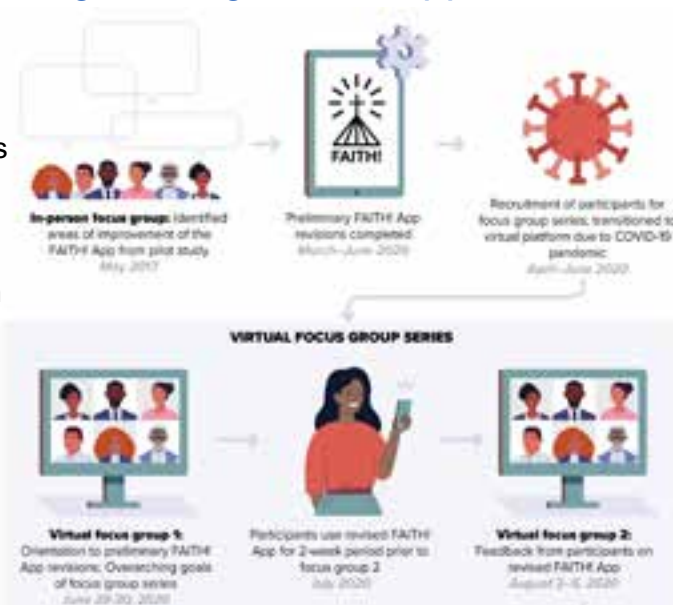 s
FAITH!
In-person focus group: Identified
areas of improvement of the
FAITH! App from pilot study
May 2017
Preliminary FAITH! App
revisions completed
March–June 2020
Recruitment of participants for
focus group series; transitioned to
virtual platform due to COVID-19
pandemic
April–June 2020
VIRTUAL FOCUS GROUP SERIES
Virtual focus group 1:
Orientation to preliminary FAITH!
App revisions; Overarching goals
of focus group series
June 29-30, 2020
Participants use revised FAITH!
App for 2-week period prior to
focus group 2
July 2020
Virtual focus group 2:
Feedback from participants on
revised FAITH! App
August 2020